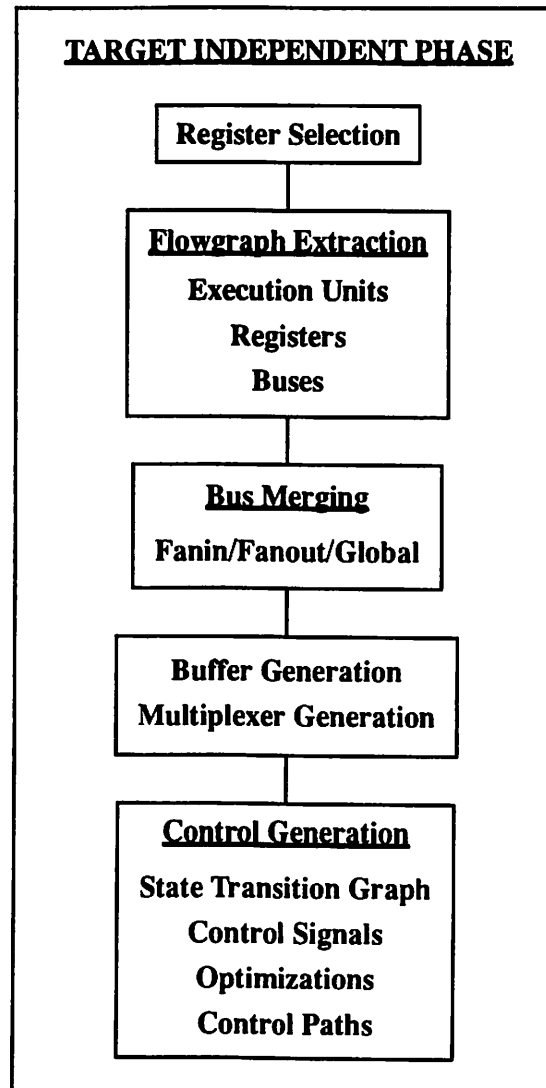 TARGET INDEPENDENT PHASE
Register Selection
Flowgraph Extraction
Execution Units
Registers
Buses
Bus Merging
Fanin/Fanout/Global
Buffer Generation
Multiplexer Generation
Control Generation
State Transition Graph
Control Signals
Optimizations
Control Paths